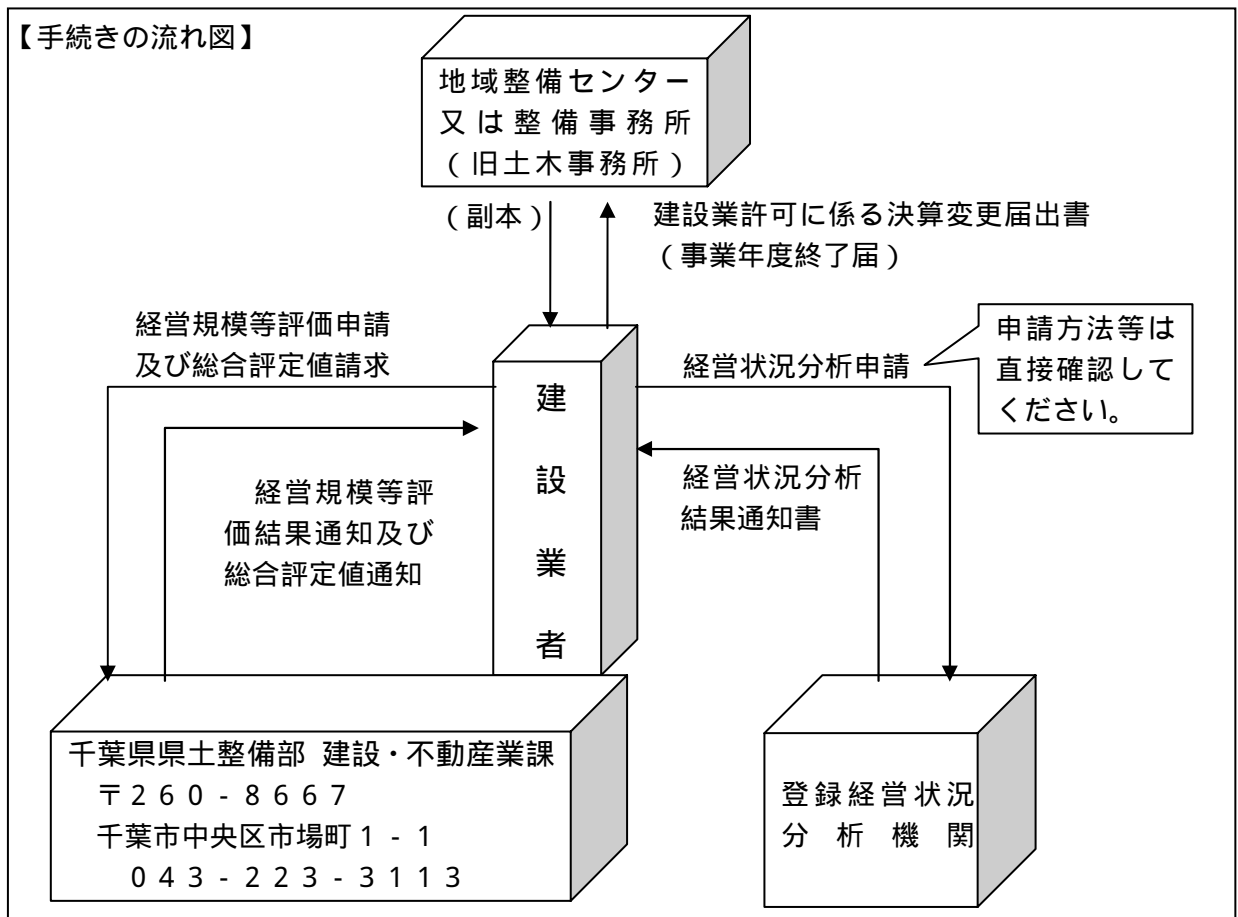 【手続きの流れ図】
地域整備センター
又は整備事務所
(旧土木事務所)
(副本)
建設業許可に係る決算変更届出書
(事業年度終了届)
経営規模等評価申請
及び総合評定値請求
経営状況分析申請
申請方法等は
直接確認して
ください。
建
設
業
者
経営規模等評
価結果通知及び
総合評定値通知
経営状況分析
結果通知書
千葉県県土整備部 建設・不動産業課
〒260-8667
千葉市中央区市場町1-1
043-223-3113
登録経営状況
分析機関